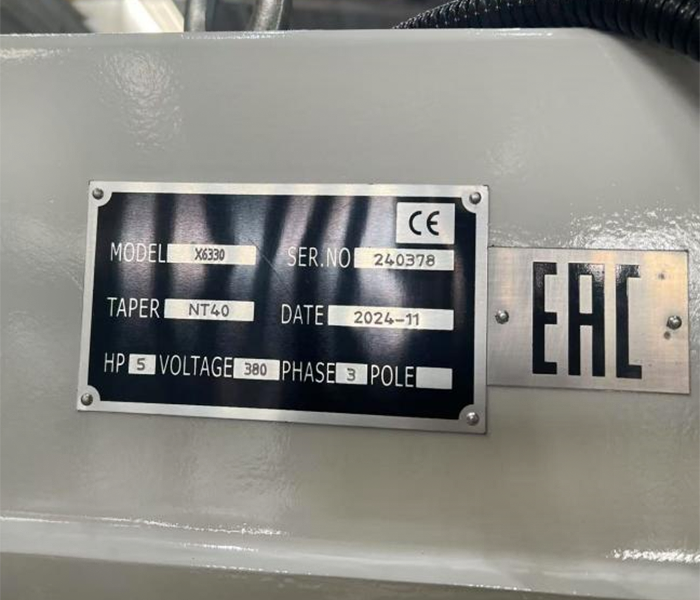 CE
MODEL X6330 SER.NO 240378
TAPER NT40 DATE 2024-11
HP 5 VOLTAGE 380 PHASE 3 POLE
EAC